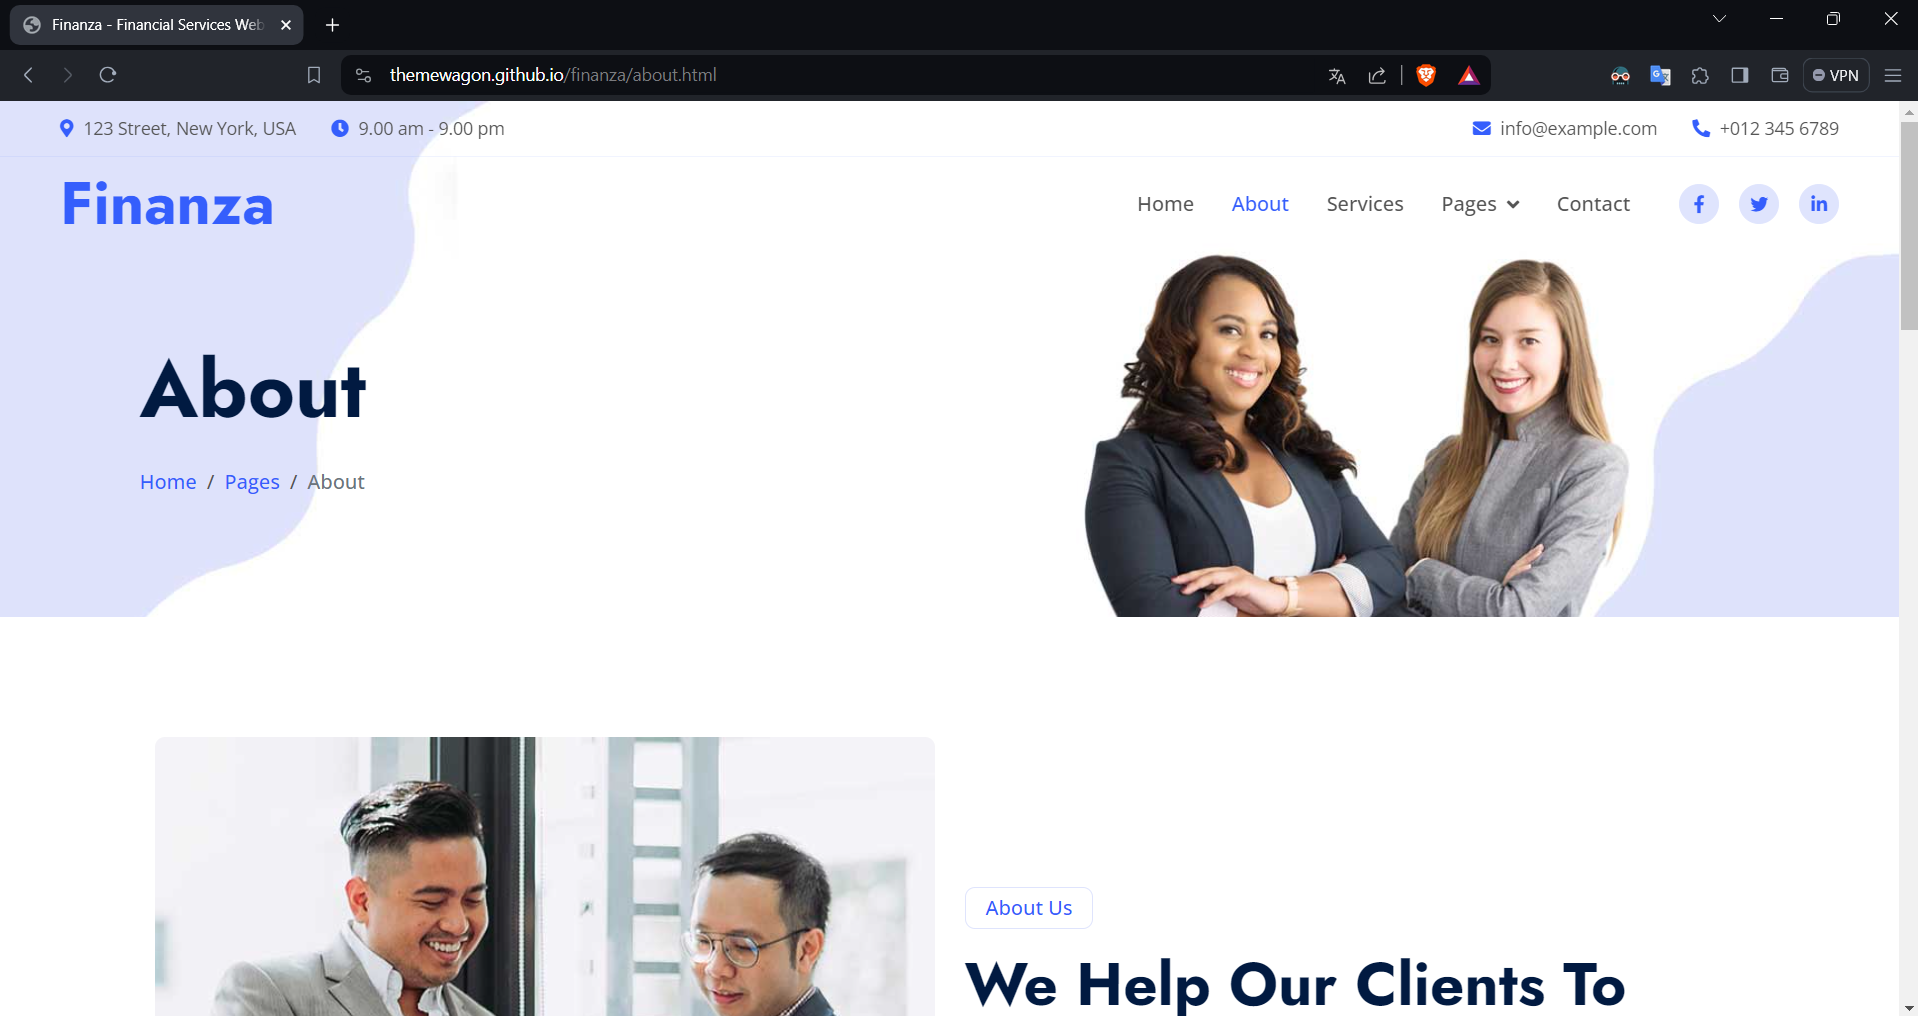 Finanza - Financial Services Web
themewagon.github.io/finanza/about.html
VPN
123 Street, New York, USA
9.00 am - 9.00 pm
info@example.com
+012 345 6789
Finanza
Home
About
Services
Pages
Contact
About
Home / Pages / About
About Us
We Help Our Clients To